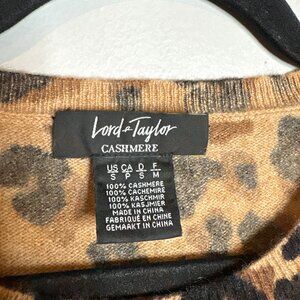 Lord & Taylor
CASHMERE
US CA D F
S P S M
100% CASHMERE
100% CACHEMIRE
100% KASCHMIR
100% KASJMIER
MADE IN CHINA
FABRIQUÉ EN CHINE
GEMAAKT IN CHINA